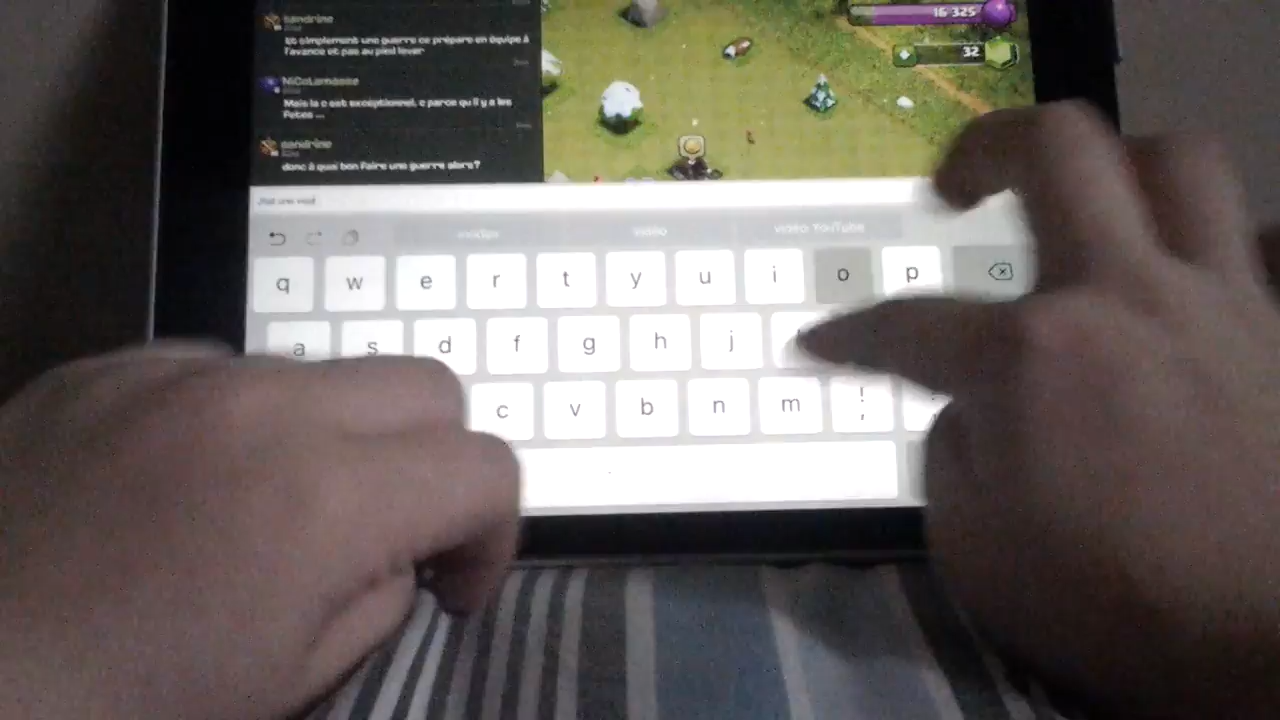 16 325
32
sandrine
Et simplement une guerre ce prépare en équipe à
l'avance et pas au pied lever
NiCoLamasse
Mais la c est exceptionnel, c parce qu il y a les
fetes ...
sandrine
donc à quoi bon faire une guerre alors?
vidéo
vidéo YouTube
q w e r t y u i o p
a s d f g h j
c v b n m ! ,